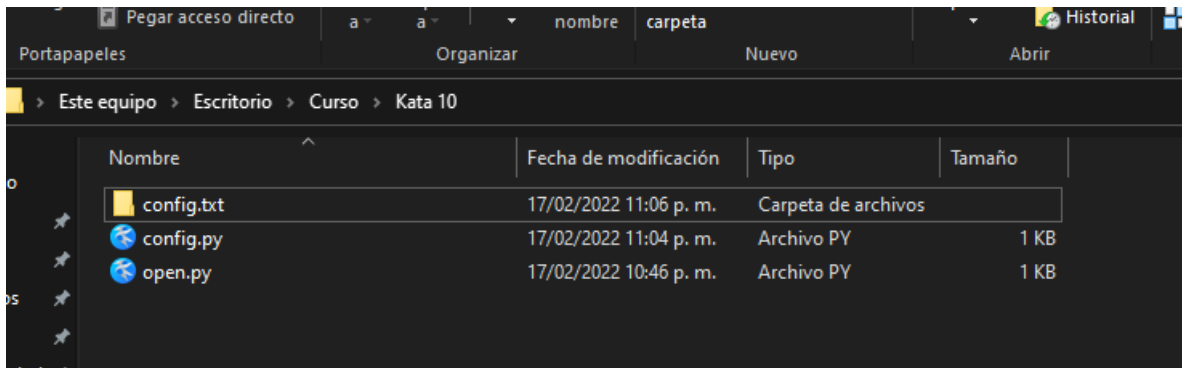 Pegar acceso directo a a nombre carpeta Historial
Portapapeles Organizar Nuevo Abrir
Este equipo > Escritorio > Curso > Kata 10
Nombre Fecha de modificación Tipo Tamaño
o
config.txt 17/02/2022 11:06 p. m. Carpeta de archivos
config.py 17/02/2022 11:04 p. m. Archivo PY 1 KB
open.py 17/02/2022 10:46 p. m. Archivo PY 1 KB
os